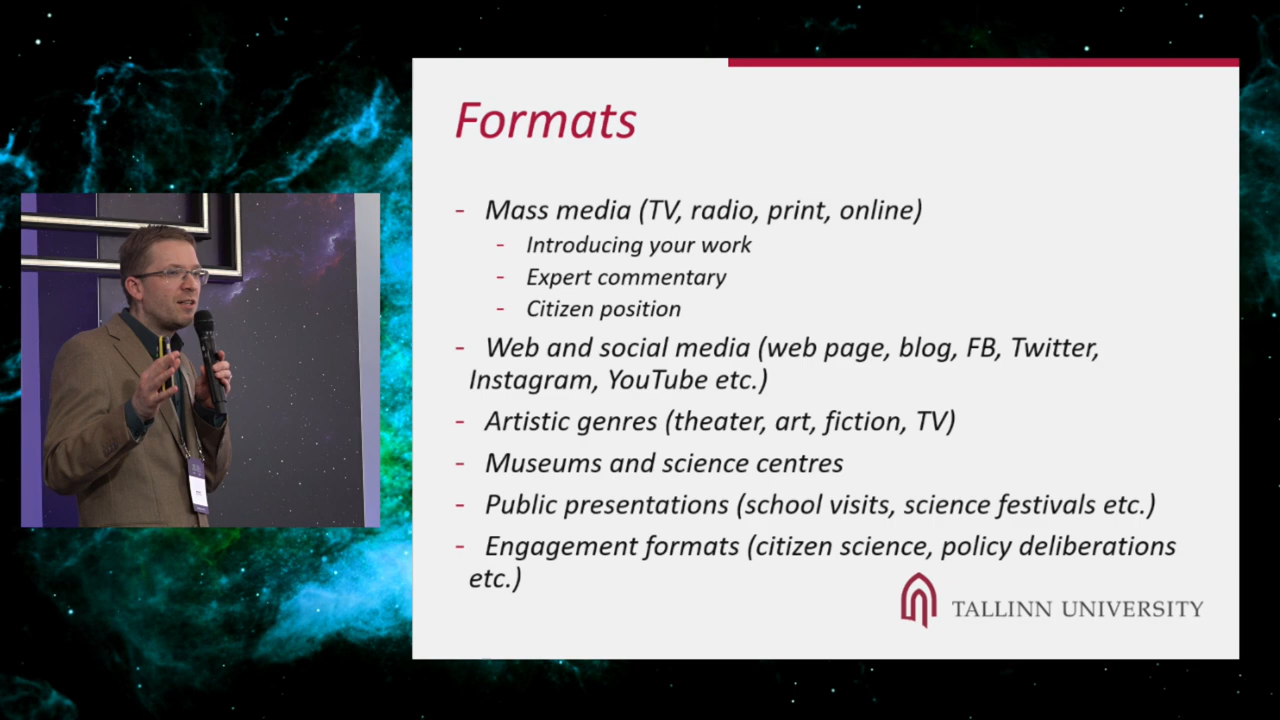 Formats
- Mass media (TV, radio, print, online)
- Introducing your work
- Expert commentary
- Citizen position
- Web and social media (web page, blog, FB, Twitter,
Instagram, YouTube etc.)
- Artistic genres (theater, art, fiction, TV)
- Museums and science centres
- Public presentations (school visits, science festivals etc.)
- Engagement formats (citizen science, policy deliberations
etc.)
TALLINN UNIVERSITY